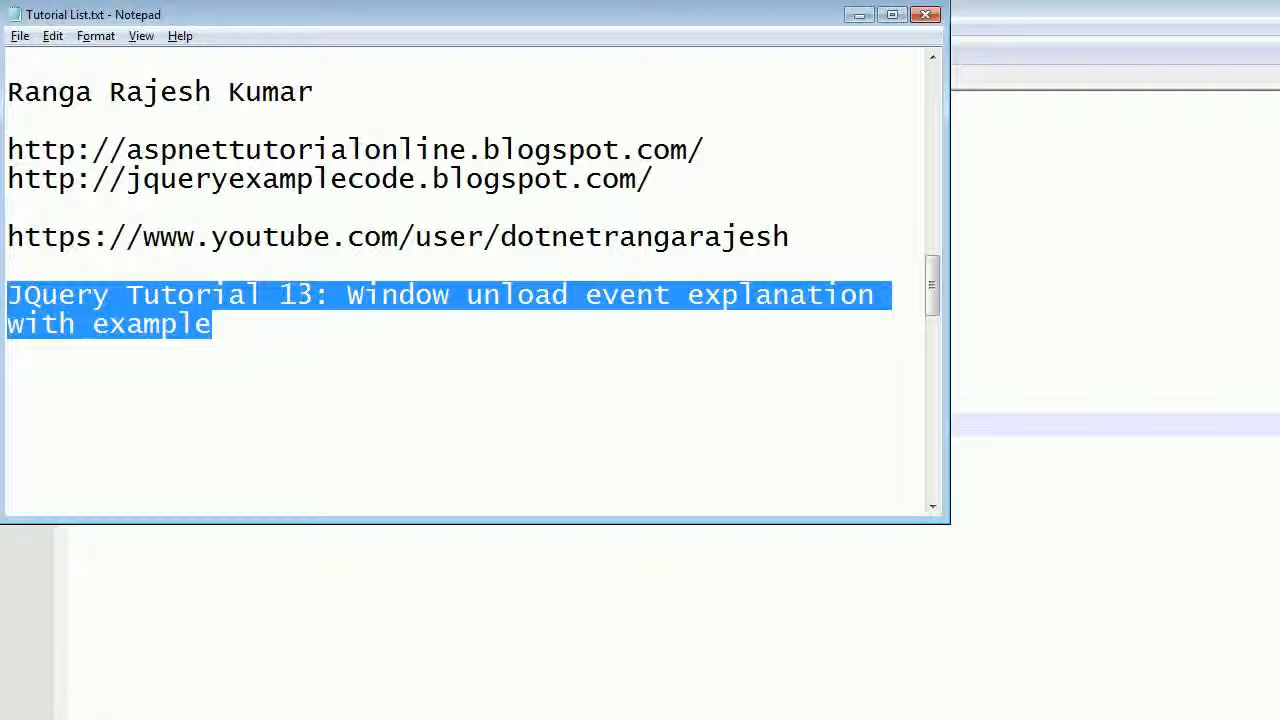 Tutorial List.txt - Notepad
File Edit Format View Help
Ranga Rajesh Kumar
http://aspnettutorialonline.blogspot.com/
http://jqueryexamplecode.blogspot.com/
https://www.youtube.com/user/dotnetrangarajesh
JQuery Tutorial 13: Window unload event explanation
with example